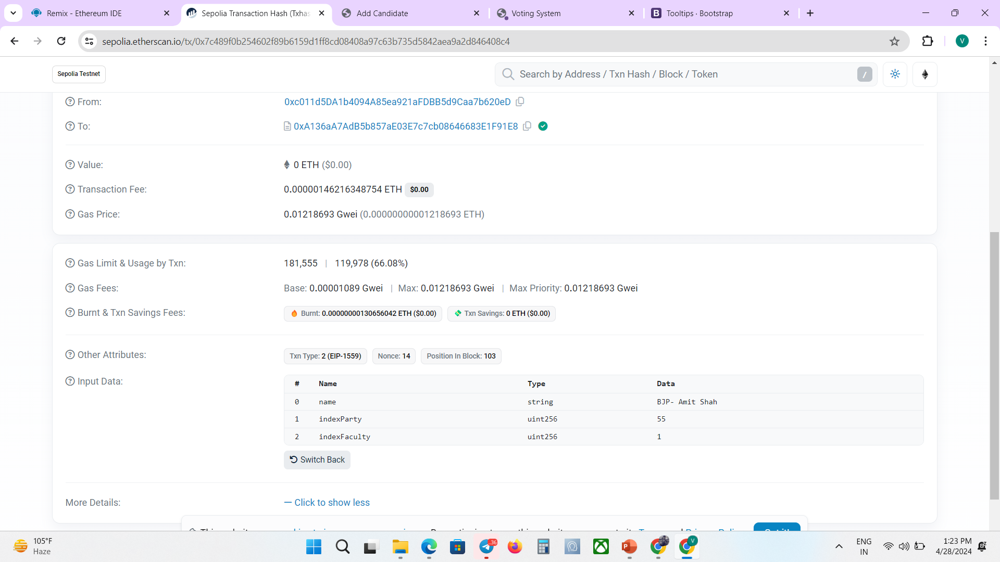 Remix - Ethereum IDE
Sepolia Transaction Hash (Txhas
Add Candidate
Voting System
B Tooltips · Bootstrap
sepolia.etherscan.io/tx/0x7c489f0b254602f89b6159d1ff8cd08408a97c63b735d5842aea9a2d846408c4
V
Sepolia Testnet
Search by Address / Txn Hash / Block / Token
/
From: 0xc011d5DA1b4094A85ea921aFDBB5d9Caa7b620eD
To: 0xA136aA7AdB5b857aE03E7c7cb08646683E1F91E8
Value: 0 ETH ($0.00)
Transaction Fee: 0.00000146216348754 ETH $0.00
Gas Price: 0.01218693 Gwei (0.00000000001218693 ETH)
Gas Limit & Usage by Txn: 181,555 | 119,978 (66.08%)
Gas Fees: Base: 0.00001089 Gwei | Max: 0.01218693 Gwei | Max Priority: 0.01218693 Gwei
Burnt & Txn Savings Fees: Burnt: 0.00000000130656042 ETH ($0.00) Txn Savings: 0 ETH ($0.00)
Other Attributes: Txn Type: 2 (EIP-1559) Nonce: 14 Position In Block: 103
Input Data:
# Name Type Data
0 name string BJP- Amit Shah
1 indexParty uint256 55
2 indexFaculty uint256 1
Switch Back
More Details: — Click to show less
105°F
Haze
..36
V
ENG
IN
1:23 PM
4/28/2024